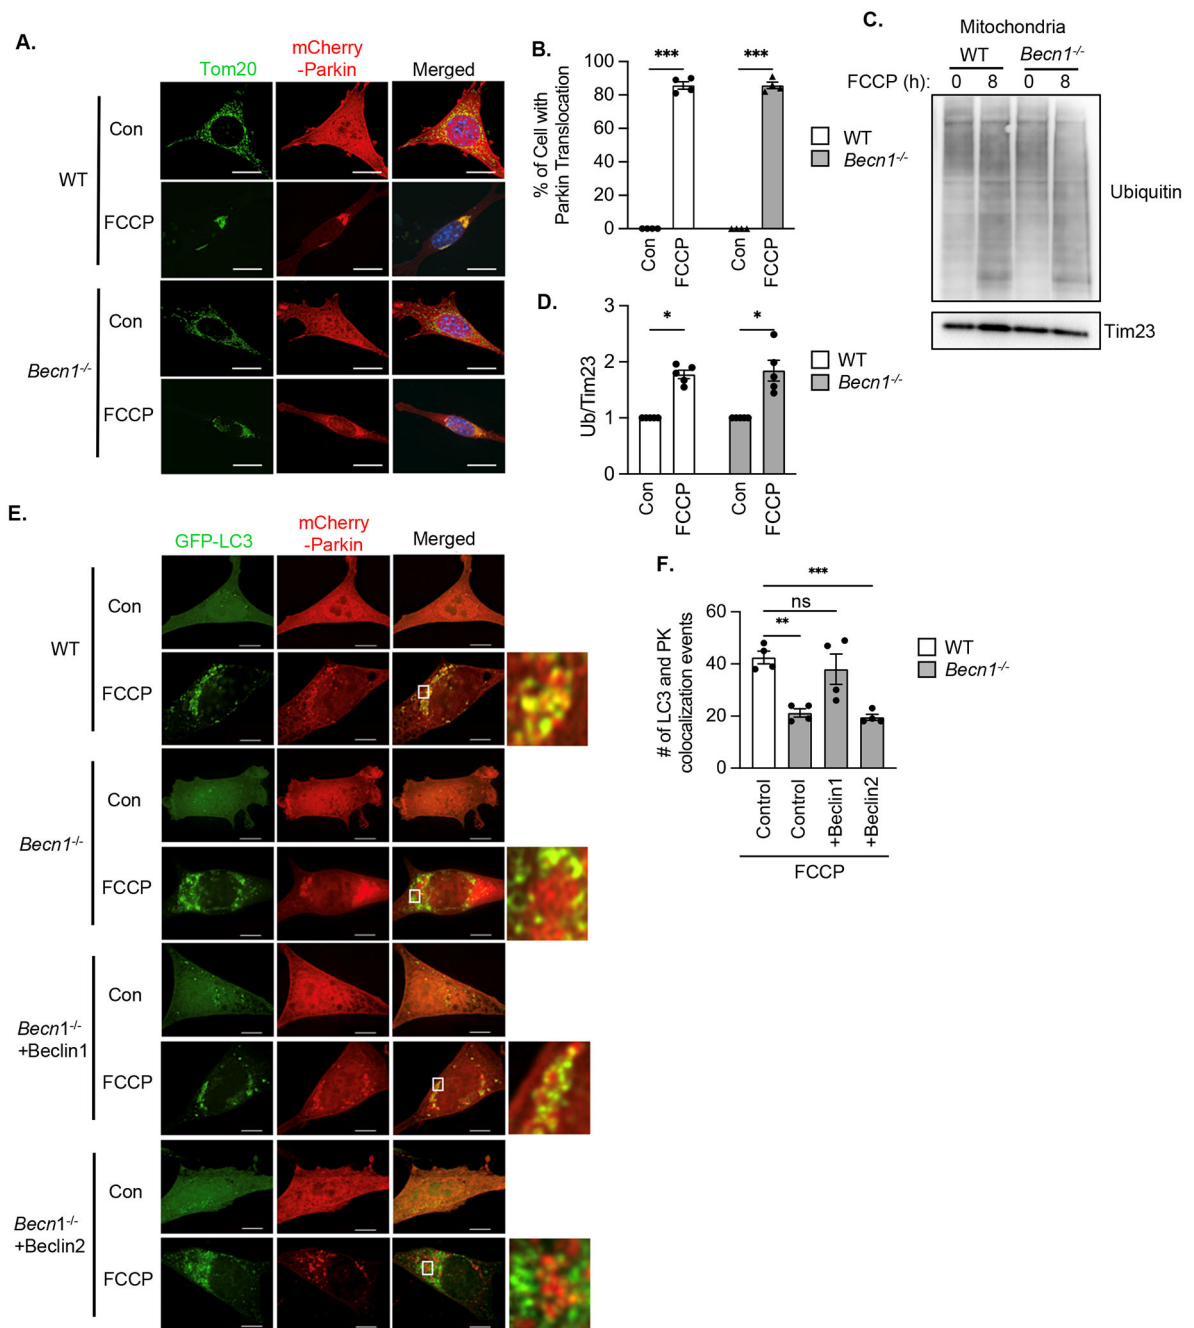 A.
Tom20
mCherry
-Parkin
Merged
WT
Con
FCCP
Becn1-/-
Con
FCCP
B.
% of Cell with
Parkin Translocation
100
80
60
40
20
0
***
***
Con
FCCP
Con
FCCP
WT
Becn1-/-
C.
Mitochondria
WT
Becn1-/-
FCCP (h):
0
8
0
8
Ubiquitin
Tim23
D.
Ub/Tim23
3
2
1
0
*
*
Con
FCCP
Con
FCCP
WT
Becn1-/-
E.
GFP-LC3
mCherry
-Parkin
Merged
WT
Con
FCCP
Becn1-/-
Con
FCCP
Becn1-/-
+Beclin1
Con
FCCP
Becn1-/-
+Beclin2
Con
FCCP
F.
# of LC3 and PK
colocalization events
60
40
20
0
***
ns
**
Control
Control
+Beclin1
+Beclin2
FCCP
WT
Becn1-/-